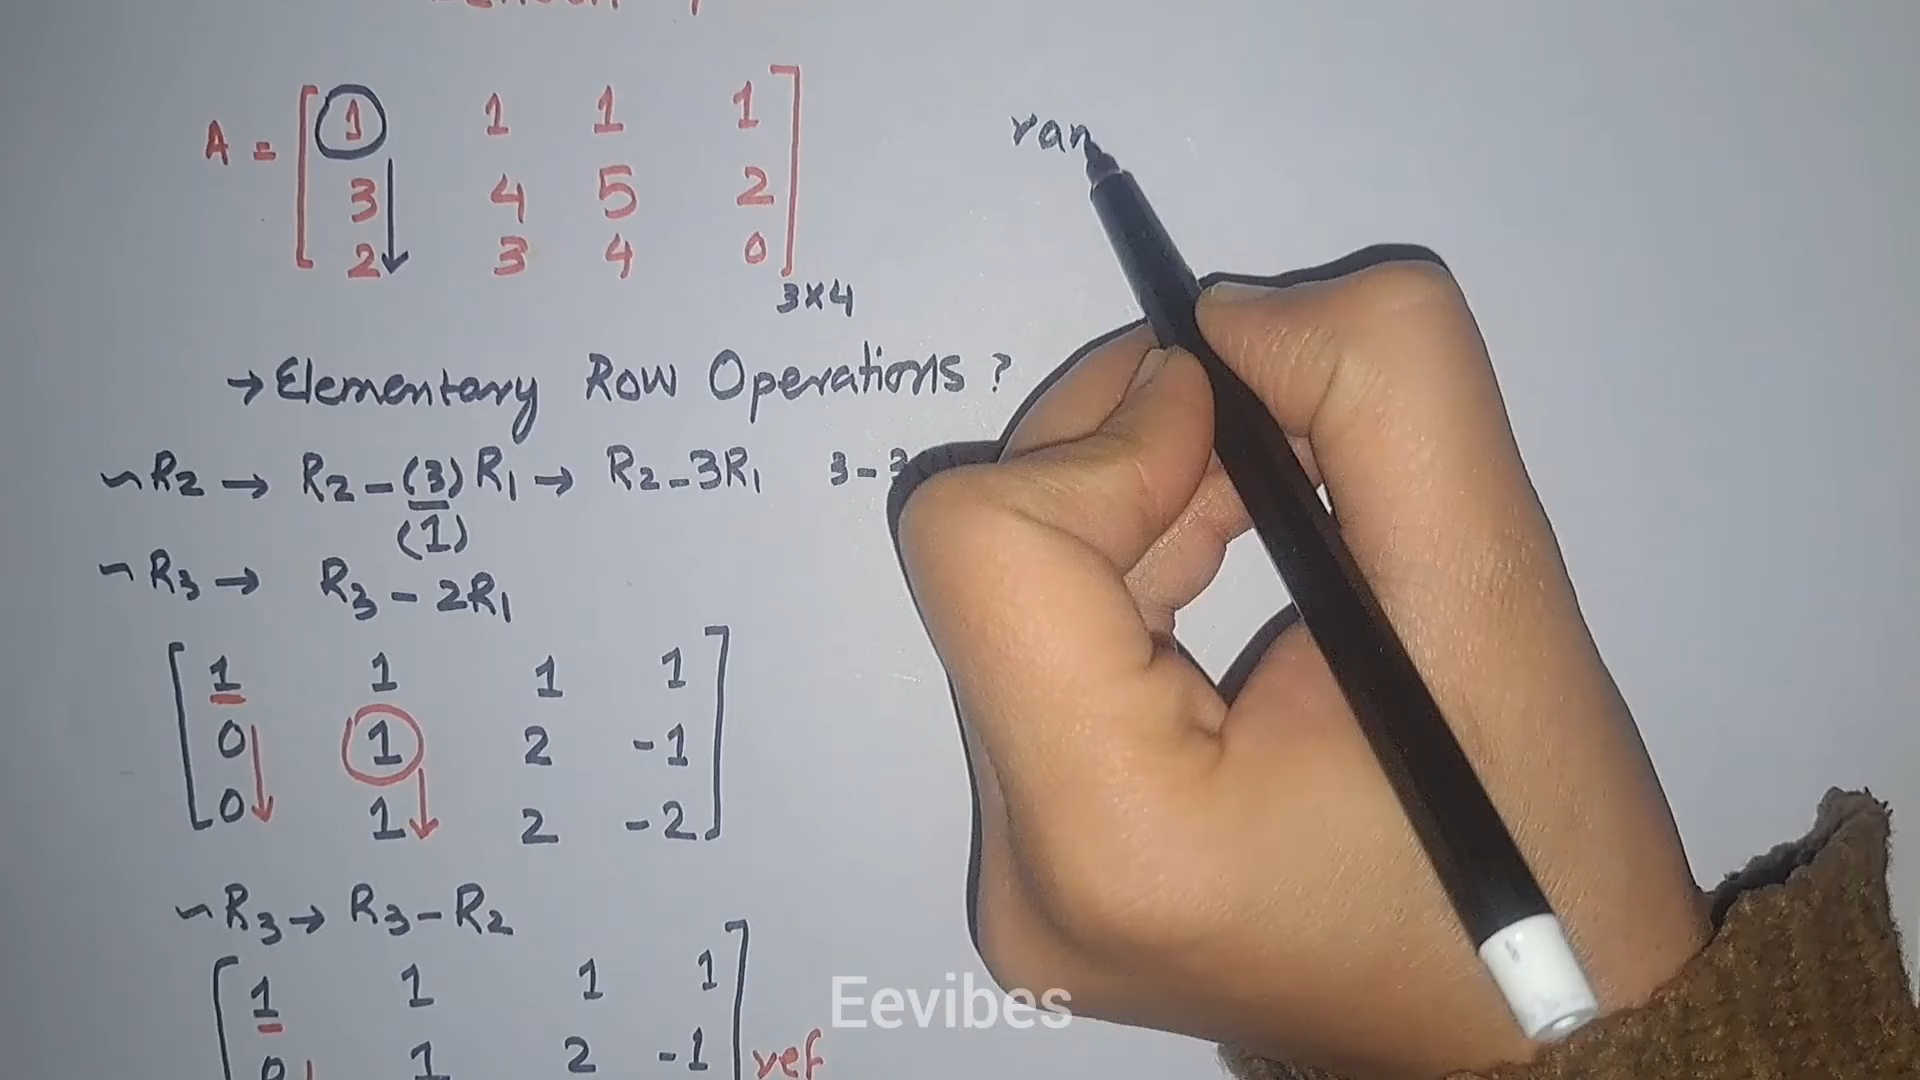 A = [ 1 1 1 1
3 4 5 2
2 3 4 0 ] 3x4
ran
→ Elementary Row Operations ?
~R2 → R2 - (3)/(1) R1 → R2 - 3R1 3 -
~R3 → R3 - 2R1
[ 1 1 1 1
0 1 2 -1
0 1 2 -2 ]
~R3 → R3 - R2
[ 1 1 1 1
0 1 2 -1 ] ref
Eevibes